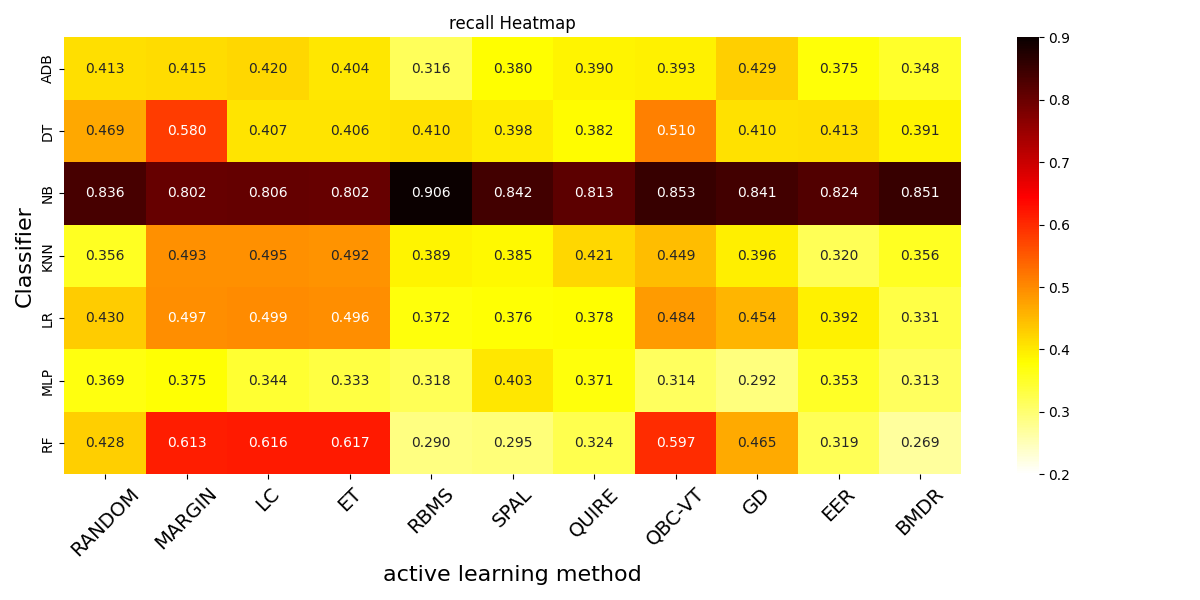 recall Heatmap
ADB 0.413 0.415 0.420 0.404 0.316 0.380 0.390 0.393 0.429 0.375 0.348
DT 0.469 0.580 0.407 0.406 0.410 0.398 0.382 0.510 0.410 0.413 0.391
NB 0.836 0.802 0.806 0.802 0.906 0.842 0.813 0.853 0.841 0.824 0.851
KNN 0.356 0.493 0.495 0.492 0.389 0.385 0.421 0.449 0.396 0.320 0.356
LR 0.430 0.497 0.499 0.496 0.372 0.376 0.378 0.484 0.454 0.392 0.331
MLP 0.369 0.375 0.344 0.333 0.318 0.403 0.371 0.314 0.292 0.353 0.313
RF 0.428 0.613 0.616 0.617 0.290 0.295 0.324 0.597 0.465 0.319 0.269
Classifier
RANDOM MARGIN LC ET RBMS SPAL QUIRE QBC-VT GD EER BMDR
active learning method
0.9
0.8
0.7
0.6
0.5
0.4
0.3
0.2